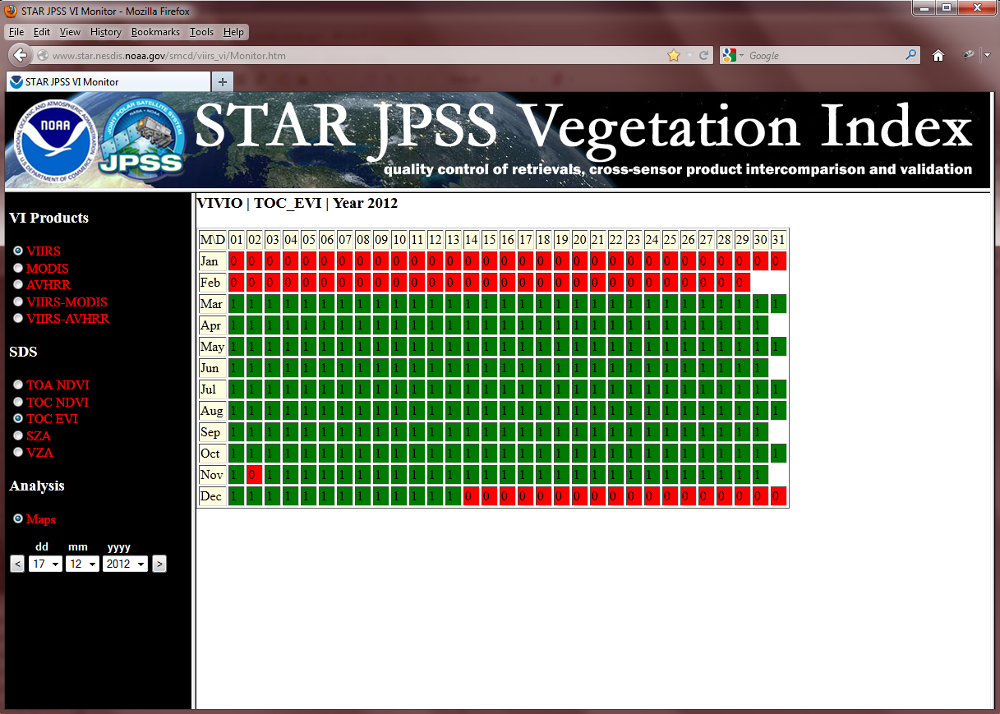 STAR JPSS VI Monitor - Mozilla Firefox
File Edit View History Bookmarks Tools Help
www.star.nesdis.noaa.gov/smcd/viirs_vi/Monitor.htm Google
STAR JPSS VI Monitor
NOAA
JPSS
STAR JPSS Vegetation Index
quality control of retrievals, cross-sensor product intercomparison and validation
VI Products
VIIRS
MODIS
AVHRR
VIIRS-MODIS
VIIRS-AVHRR
SDS
TOA NDVI
TOC NDVI
TOC EVI
SZA
VZA
Analysis
Maps
dd mm yyyy
< 17 12 2012 >
VIVIO | TOC_EVI | Year 2012
M\D 01 02 03 04 05 06 07 08 09 10 11 12 13 14 15 16 17 18 19 20 21 22 23 24 25 26 27 28 29 30 31
Jan 0 0 0 0 0 0 0 0 0 0 0 0 0 0 0 0 0 0 0 0 0 0 0 0 0 0 0 0 0 0 0
Feb 0 0 0 0 0 0 0 0 0 0 0 0 0 0 0 0 0 0 0 0 0 0 0 0 0 0 0 0 0
Mar 1 1 1 1 1 1 1 1 1 1 1 1 1 1 1 1 1 1 1 1 1 1 1 1 1 1 1 1 1 1 1
Apr 1 1 1 1 1 1 1 1 1 1 1 1 1 1 1 1 1 1 1 1 1 1 1 1 1 1 1 1 1 1
May 1 1 1 1 1 1 1 1 1 1 1 1 1 1 1 1 1 1 1 1 1 1 1 1 1 1 1 1 1 1 1
Jun 1 1 1 1 1 1 1 1 1 1 1 1 1 1 1 1 1 1 1 1 1 1 1 1 1 1 1 1 1 1
Jul 1 1 1 1 1 1 1 1 1 1 1 1 1 1 1 1 1 1 1 1 1 1 1 1 1 1 1 1 1 1 1
Aug 1 1 1 1 1 1 1 1 1 1 1 1 1 1 1 1 1 1 1 1 1 1 1 1 1 1 1 1 1 1 1
Sep 1 1 1 1 1 1 1 1 1 1 1 1 1 1 1 1 1 1 1 1 1 1 1 1 1 1 1 1 1 1
Oct 1 1 1 1 1 1 1 1 1 1 1 1 1 1 1 1 1 1 1 1 1 1 1 1 1 1 1 1 1 1 1
Nov 1 0 1 1 1 1 1 1 1 1 1 1 1 1 1 1 1 1 1 1 1 1 1 1 1 1 1 1 1 1
Dec 1 1 1 1 1 1 1 1 1 1 1 1 1 0 0 0 0 0 0 0 0 0 0 0 0 0 0 0 0 0 0